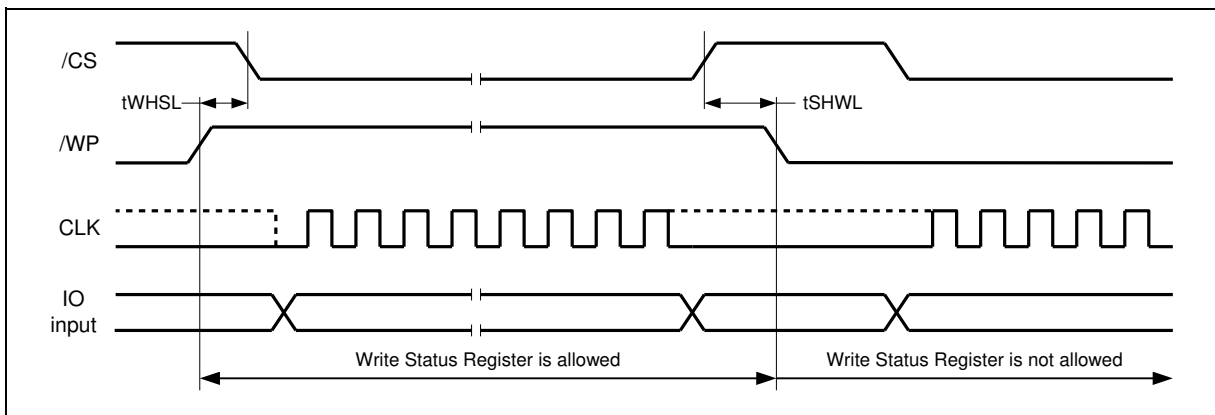 /CS
tWHSL
tSHWL
/WP
CLK
IO
input
Write Status Register is allowed
Write Status Register is not allowed